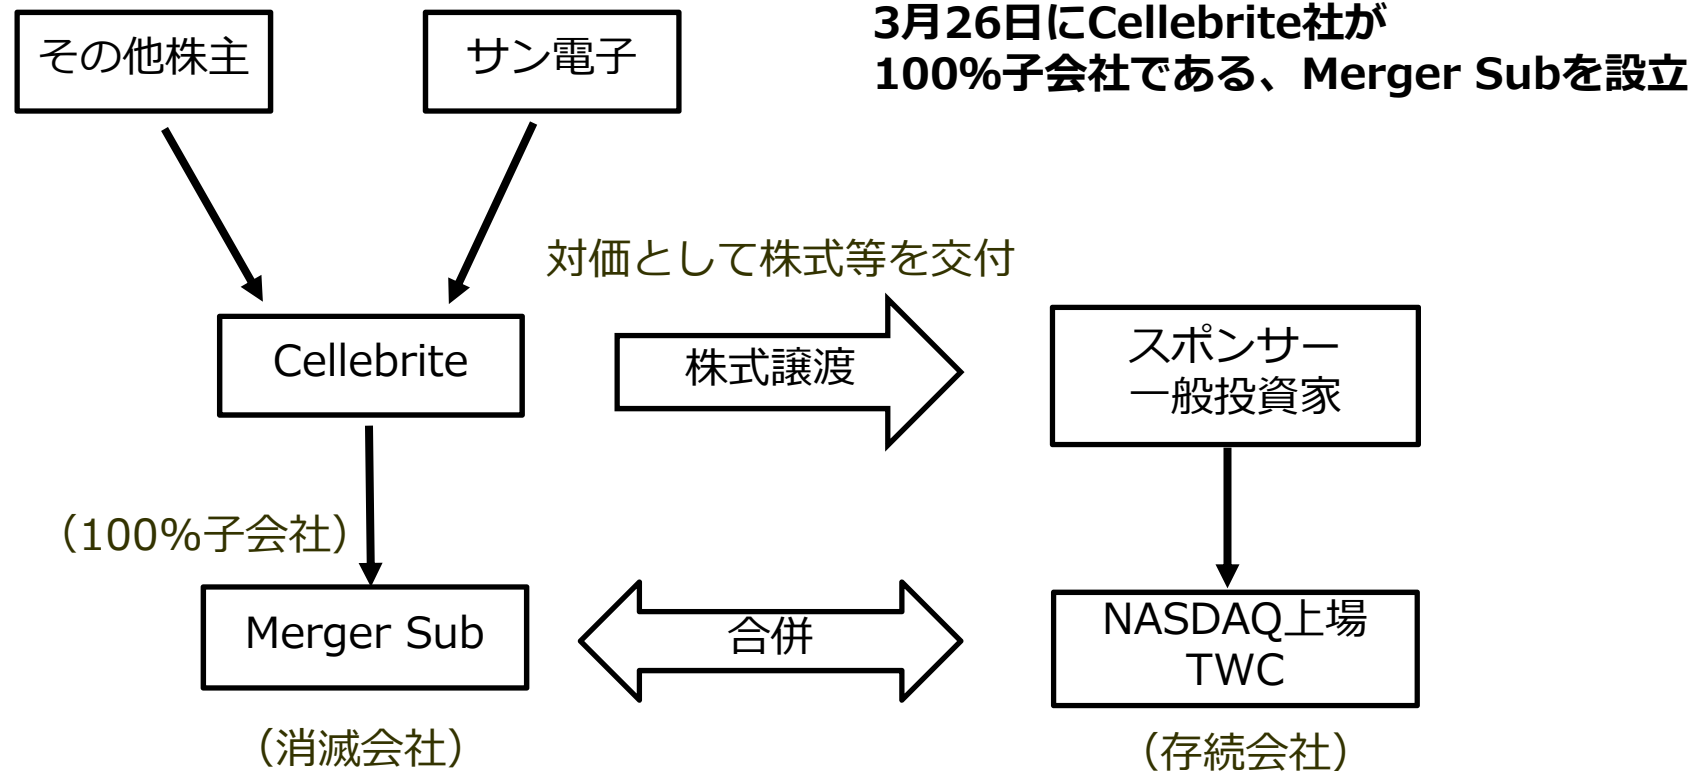 その他株主
サン電子
3月26日にCellebrite社が
100%子会社である、Merger Subを設立
対価として株式等を交付
Cellebrite
株式譲渡
スポンサー
一般投資家
（100%子会社）
Merger Sub
合併
NASDAQ上場
TWC
（消滅会社）
（存続会社）